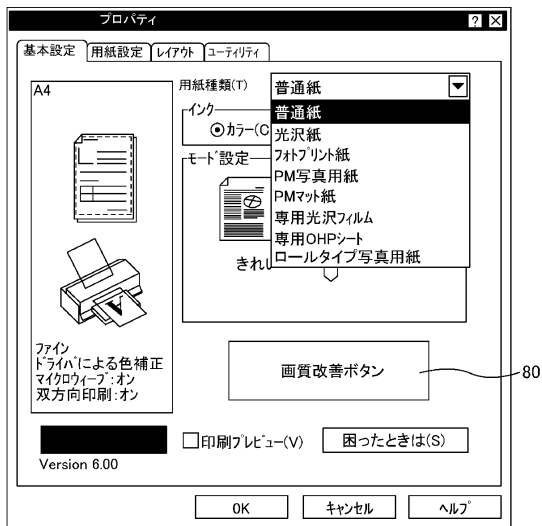 プロパティ
? X
基本設定 用紙設定 レイアウト ユーティリティ
A4
ファイン
ドライバによる色補正
マイクロウィーブ:オン
双方向印刷:オン
Version 6.00
用紙種類(T) 普通紙
普通紙
光沢紙
フォトプリント紙
PM写真用紙
PMマット紙
専用光沢フィルム
専用OHPシート
ロールタイプ写真用紙
インク
カラー(C
モード設定
きれい
画質改善ボタン
80
印刷プレビュー(V) 困ったときは(S)
OK キャンセル ヘルプ